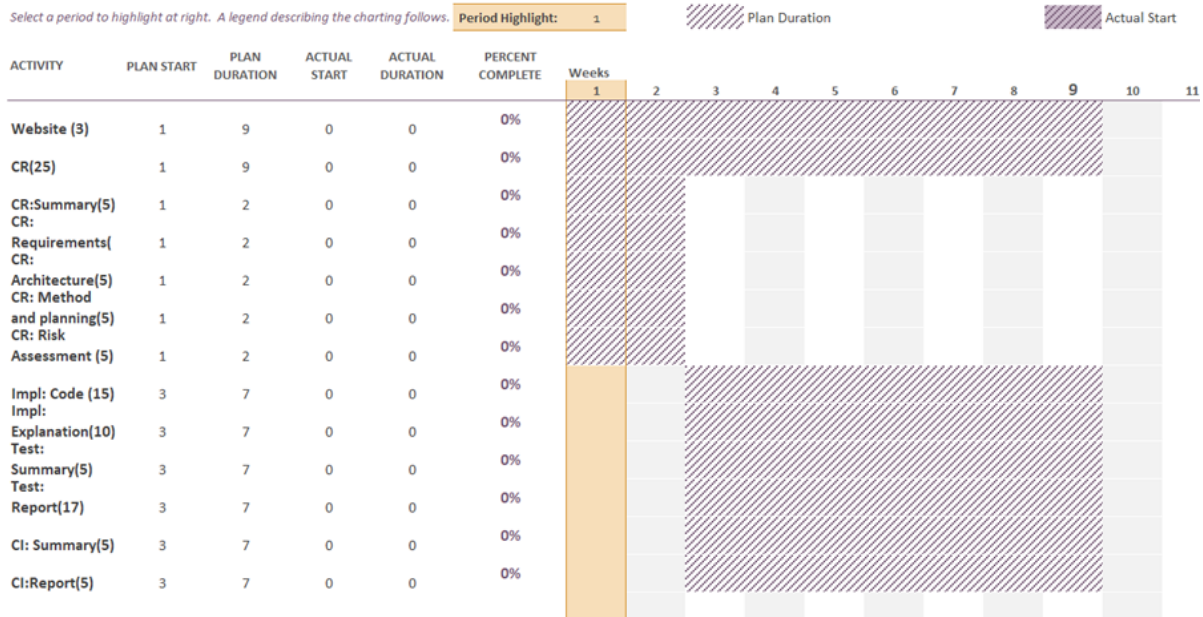 Select a period to highlight at right. A legend describing the charting follows. Period Highlight: 1 Plan Duration Actual Start
ACTIVITY PLAN START PLAN DURATION ACTUAL START ACTUAL DURATION PERCENT COMPLETE Weeks
1 2 3 4 5 6 7 8 9 10 11
Website (3) 1 9 0 0 0%
CR(25) 1 9 0 0 0%
CR:Summary(5) 1 2 0 0 0%
CR:
Requirements( 1 2 0 0 0%
CR:
Architecture(5) 1 2 0 0 0%
CR: Method
and planning(5) 1 2 0 0 0%
CR: Risk
Assessment (5) 1 2 0 0 0%
Impl: Code (15) 3 7 0 0 0%
Impl:
Explanation(10) 3 7 0 0 0%
Test:
Summary(5) 3 7 0 0 0%
Test:
Report(17) 3 7 0 0 0%
CI: Summary(5) 3 7 0 0 0%
CI:Report(5) 3 7 0 0 0%